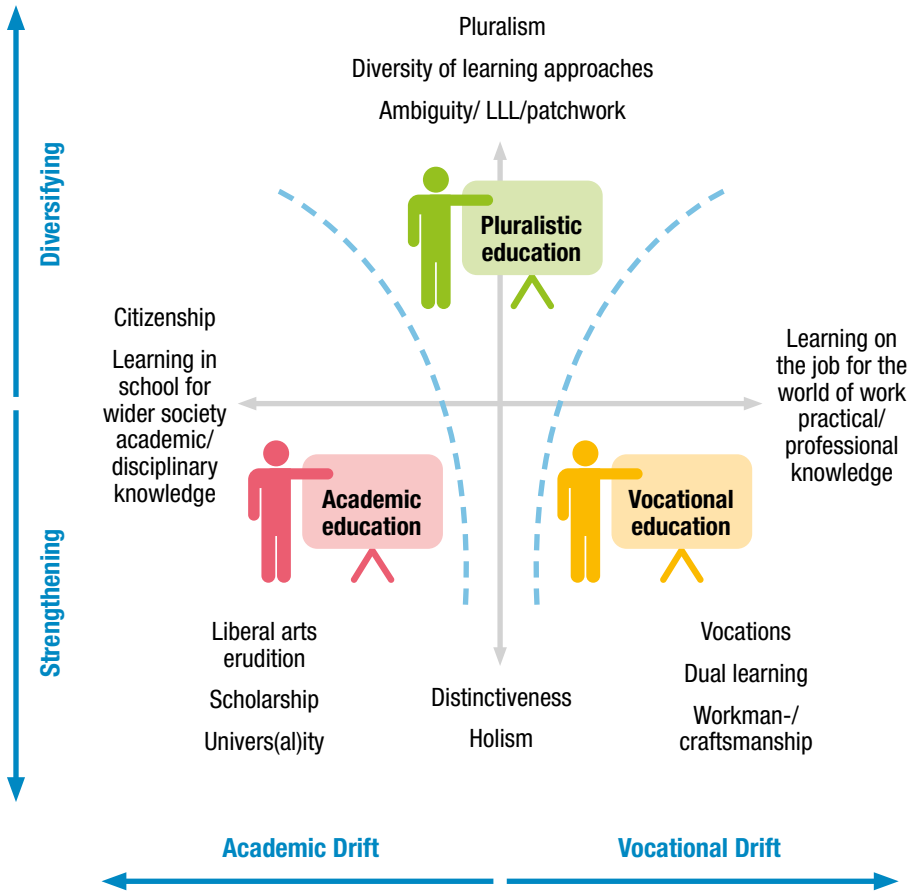 Pluralism
Diversity of learning approaches
Ambiguity/ LLL/patchwork
Diversifying
Pluralistic
education
Citizenship
Learning in
school for
wider society
academic/
disciplinary
knowledge
Learning on
the job for the
world of work
practical/
professional
knowledge
Academic
education
Vocational
education
Strengthening
Liberal arts
erudition
Scholarship
Univers(al)ity
Distinctiveness
Holism
Vocations
Dual learning
Workman-/
craftsmanship
Academic Drift
Vocational Drift